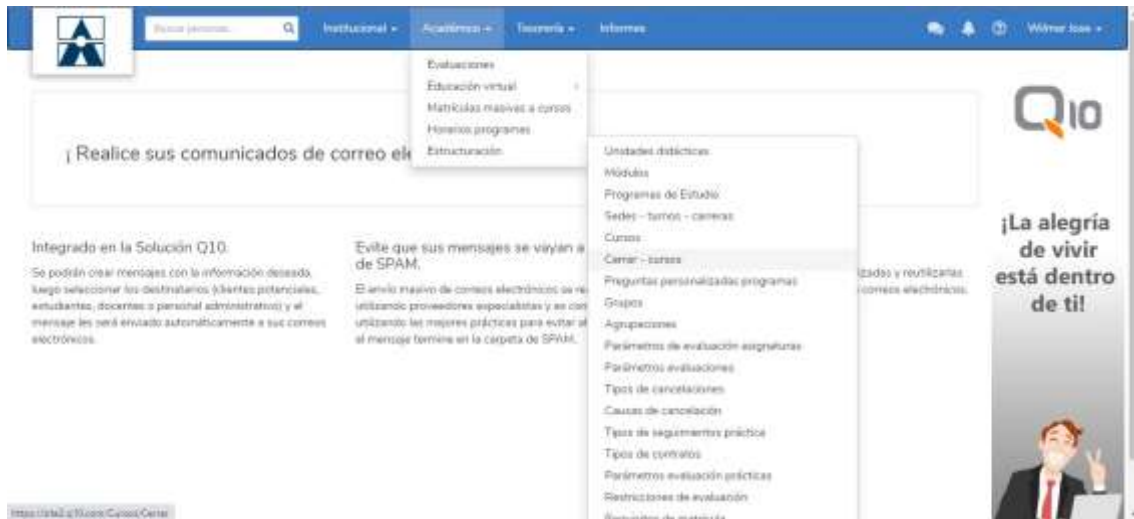 Buscar personas
Institucional
Académico
Tesorería
Informes
Wilmer Jose
Evaluaciones
Educación virtual
Matrículas masivas a cursos
Horarios programas
Estructuración
Unidades didácticas
Módulos
Programas de Estudio
Sedes - turnos - carreras
Cursos
Cerrar - cursos
Preguntas personalizadas programas
Grupos
Agrupaciones
Parámetros de evaluación asignaturas
Parámetros evaluaciones
Tipos de cancelaciones
Causas de cancelación
Tipos de seguimientos práctica
Tipos de contratos
Parámetros evaluación prácticas
Restricciones de evaluación
Requisitos de matrícula
¡ Realice sus comunicados de correo ele
Integrado en la Solución Q10.
Se podrán crear mensajes con la información deseada,
luego seleccionar los destinatarios (clientes potenciales,
estudiantes, docentes o personal administrativo) y el
mensaje les será enviado automáticamente a sus correos
electrónicos.
Evite que sus mensajes se vayan a
de SPAM.
El envío masivo de correos electrónicos se re
utilizando proveedores especialistas y es con
utilizando las mejores prácticas para evitar
el mensaje termine en la carpeta de SPAM.
izadas y reutilizarlas
correos electrónicos.
Q10
¡La alegría
de vivir
está dentro
de ti!